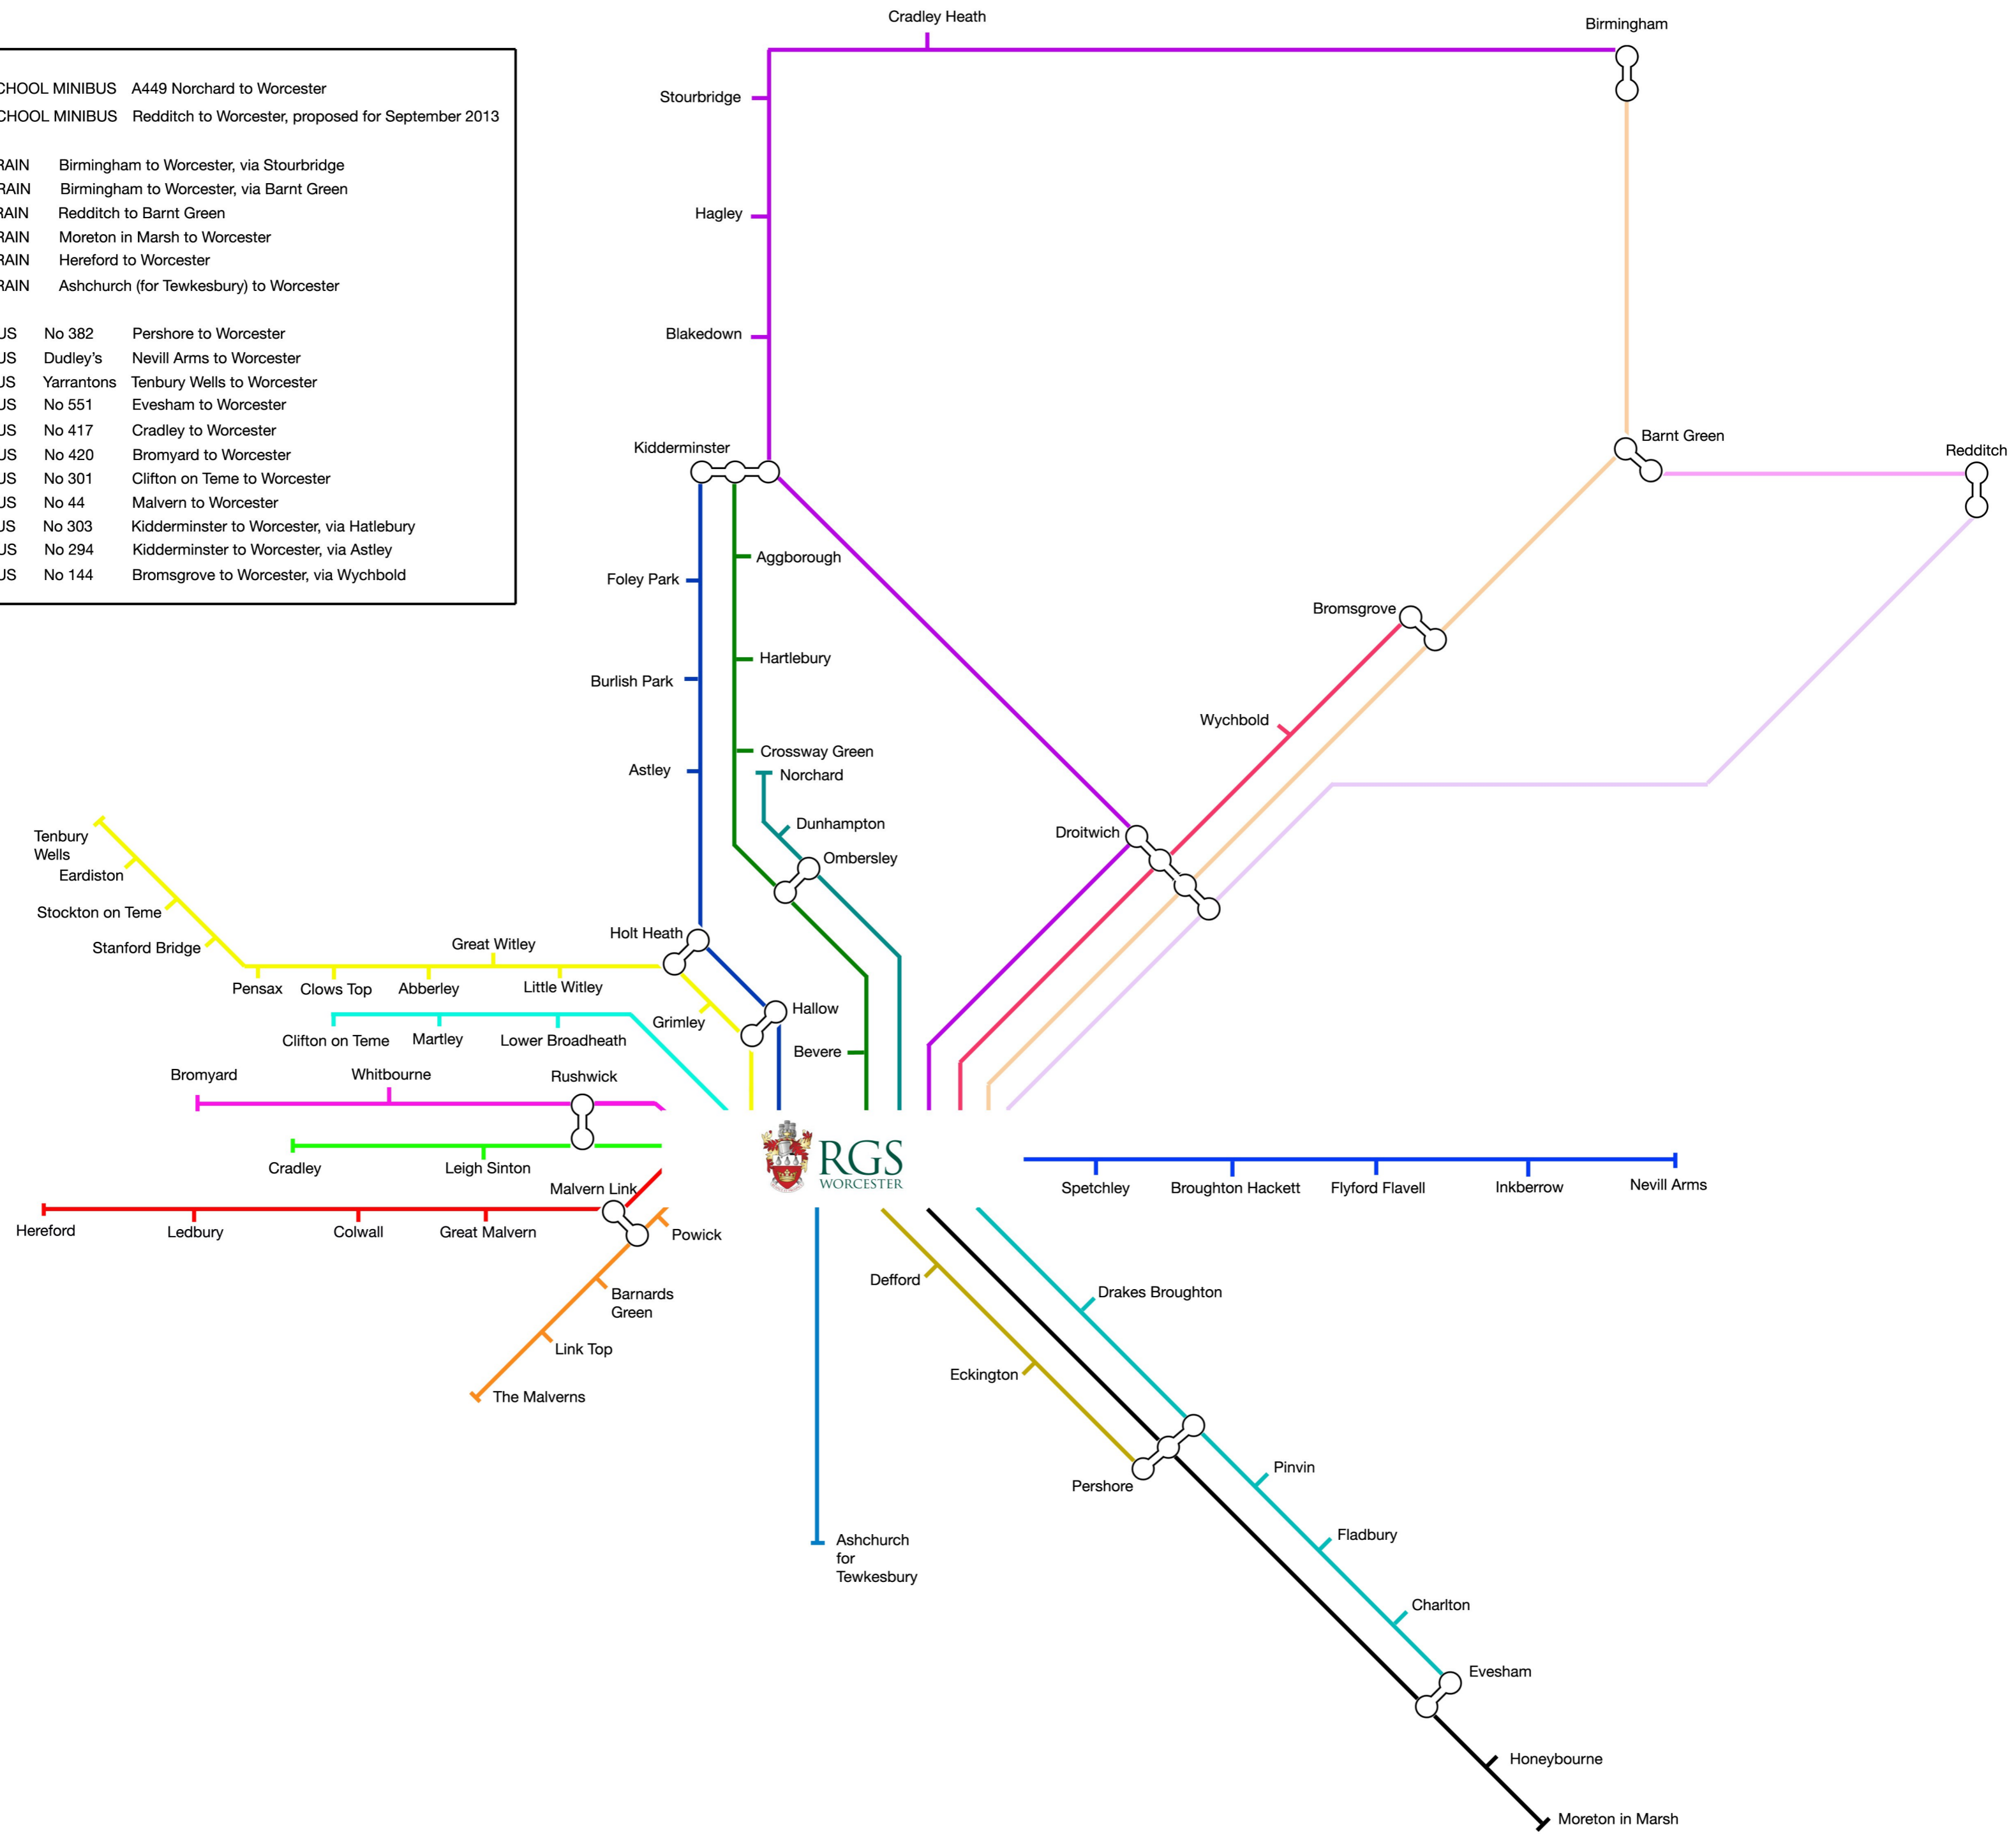 CHOOL MINIBUS A449 Norchard to Worcester
CHOOL MINIBUS Redditch to Worcester, proposed for September 2013
RAIN Birmingham to Worcester, via Stourbridge
RAIN Birmingham to Worcester, via Barnt Green
RAIN Redditch to Barnt Green
RAIN Moreton in Marsh to Worcester
RAIN Hereford to Worcester
RAIN Ashchurch (for Tewkesbury) to Worcester
US No 382 Pershore to Worcester
US Dudley's Nevill Arms to Worcester
US Yarrantons Tenbury Wells to Worcester
US No 551 Evesham to Worcester
US No 417 Cradley to Worcester
US No 420 Bromyard to Worcester
US No 301 Clifton on Teme to Worcester
US No 44 Malvern to Worcester
US No 303 Kidderminster to Worcester, via Hatlebury
US No 294 Kidderminster to Worcester, via Astley
US No 144 Bromsgrove to Worcester, via Wychbold
Cradley Heath
Birmingham
Stourbridge
Hagley
Blakedown
Kidderminster
Barnt Green
Redditch
Aggborough
Foley Park
Bromsgrove
Hartlebury
Burlish Park
Wychbold
Crossway Green
Astley
Norchard
Dunhampton
Droitwich
Ombersley
Tenbury
Wells
Eardiston
Stockton on Teme
Stanford Bridge
Holt Heath
Great Witley
Pensax
Clows Top
Abberley
Little Witley
Grimley
Hallow
Clifton on Teme
Martley
Lower Broadheath
Bevere
Bromyard
Whitbourne
Rushwick
RGS
WORCESTER
Cradley
Leigh Sinton
Malvern Link
Spetchley
Broughton Hackett
Flyford Flavell
Inkberrow
Nevill Arms
Hereford
Ledbury
Colwall
Great Malvern
Powick
Defford
Drakes Broughton
Barnards
Green
Link Top
Eckington
The Malverns
Pinvin
Pershore
Ashchurch
for
Tewkesbury
Fladbury
Charlton
Evesham
Honeybourne
Moreton in Marsh